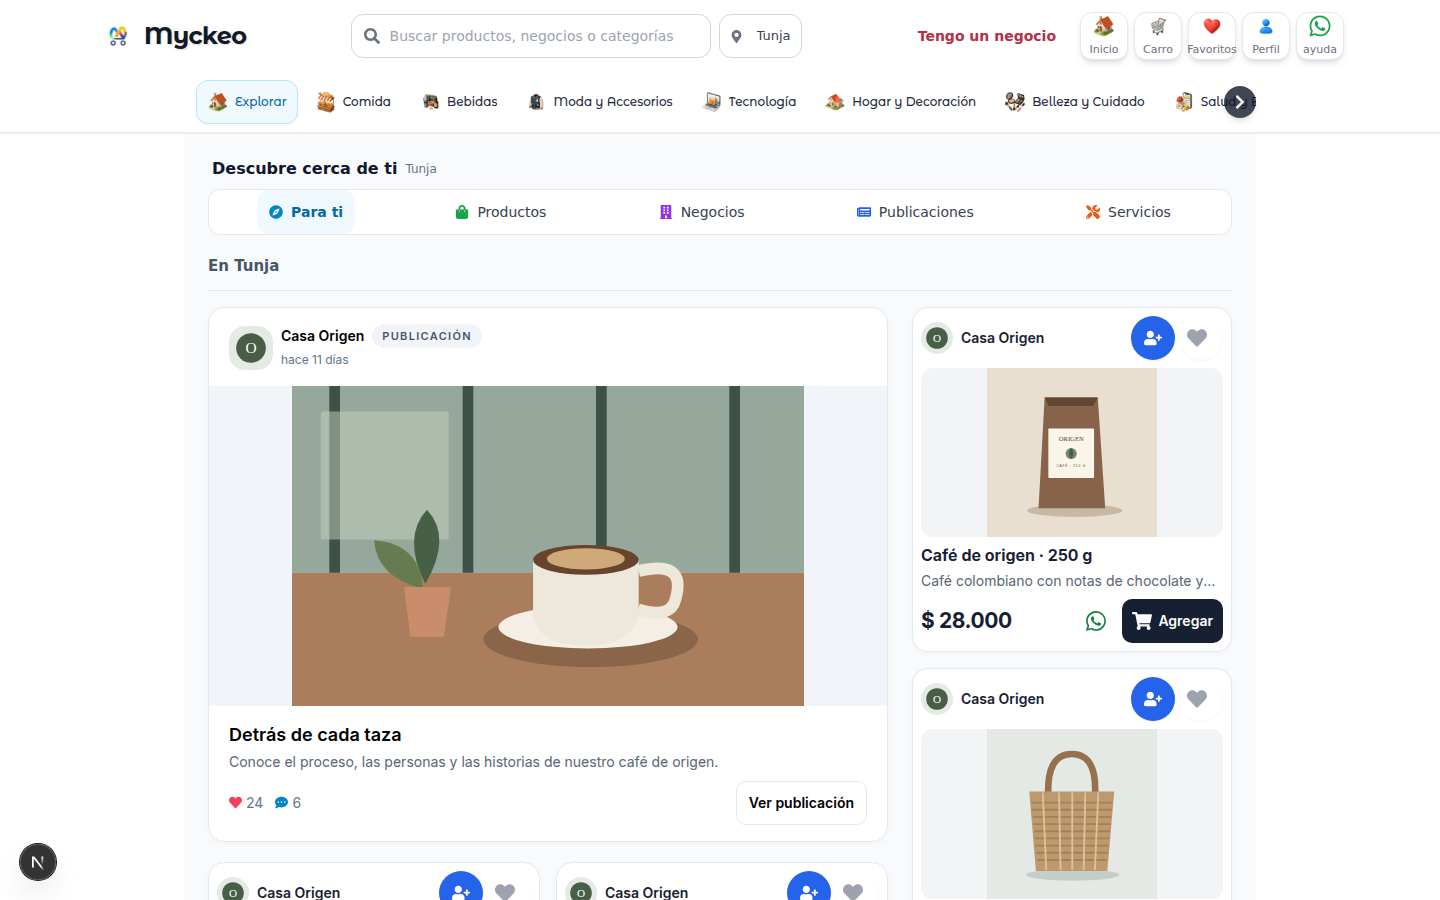 Myckeo
Buscar productos, negocios o categorías
Tunja
Tengo un negocio
Inicio
Carro
Favoritos
Perfil
ayuda
Explorar
Comida
Bebidas
Moda y Accesorios
Tecnología
Hogar y Decoración
Belleza y Cuidado
Descubre cerca de ti Tunja
Para ti
Productos
Negocios
Publicaciones
Servicios
En Tunja
O
Casa Origen PUBLICACIÓN
hace 11 días
Detrás de cada taza
Conoce el proceso, las personas y las historias de nuestro café de origen.
24 6
Ver publicación
O Casa Origen
ORIGEN
CAFÉ · 250 G
Café de origen · 250 g
Café colombiano con notas de chocolate y...
$ 28.000
Agregar
O Casa Origen
O Casa Origen
O Casa Origen
N